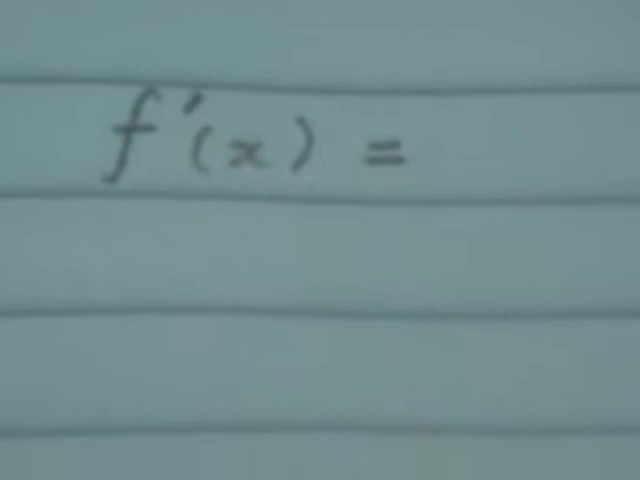 f'(x) =